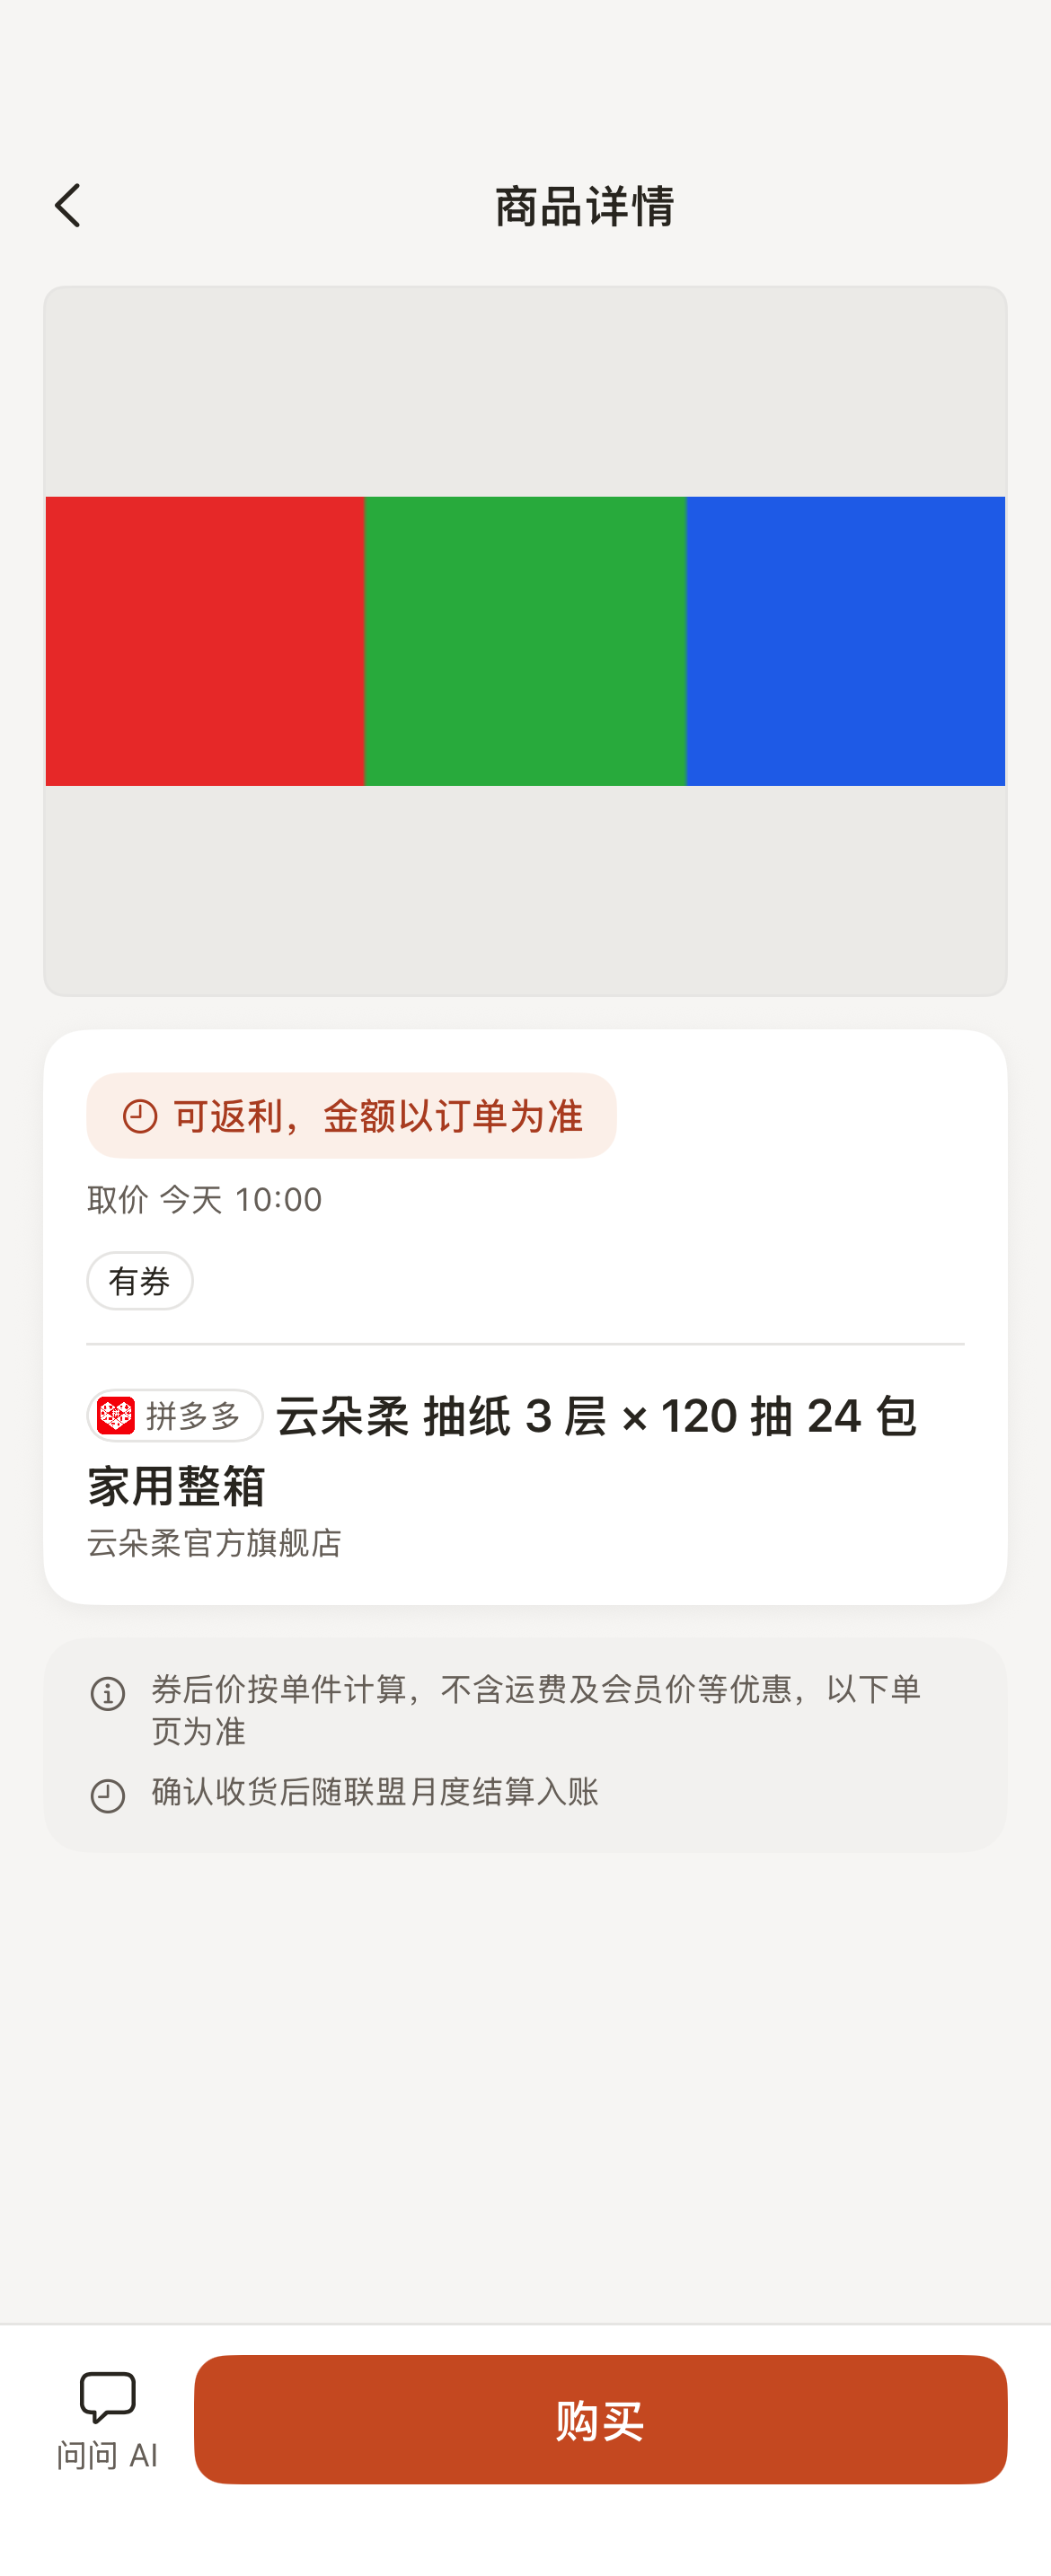 商品详情
可返利，金额以订单为准
取价 今天 10:00
有券
拼多多 云朵柔 抽纸 3 层 × 120 抽 24 包
家用整箱
云朵柔官方旗舰店
券后价按单件计算，不含运费及会员价等优惠，以下单
页为准
确认收货后随联盟月度结算入账
问问 AI
购买